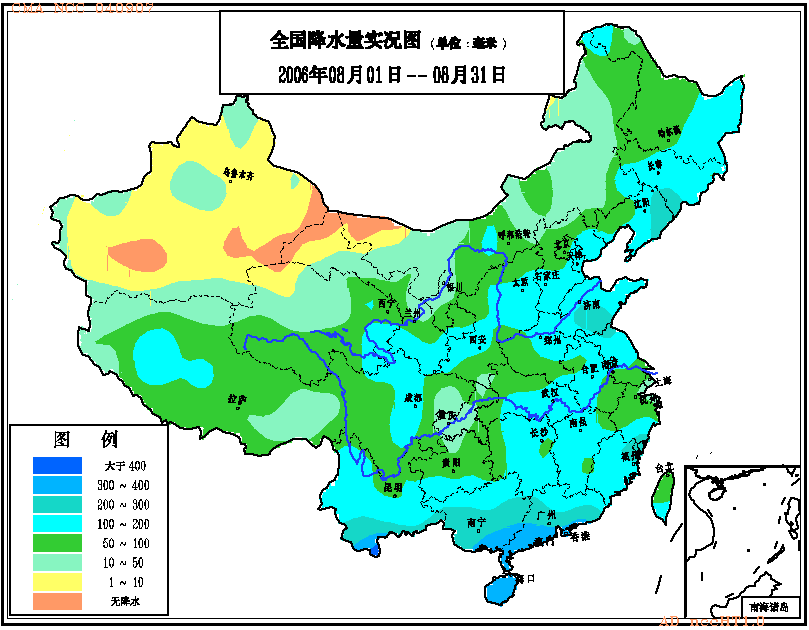 CMA NCC 040907
全国降水量实况图（单位：毫米）
2006年08月01日--08月31日
哈尔滨
长春
沈阳
乌鲁木齐
呼和浩特
北京
天津
银川
太原
石家庄
西宁
兰州
济南
西安
郑州
合肥
南京
上海
拉萨
成都
重庆
武汉
杭州
长沙
南昌
贵阳
福州
台北
昆明
南宁
广州
澳门
香港
海口
图 例
大于 400
300 ~ 400
200 ~ 300
100 ~ 200
50 ~ 100
10 ~ 50
1 ~ 10
无降水
南海诸岛